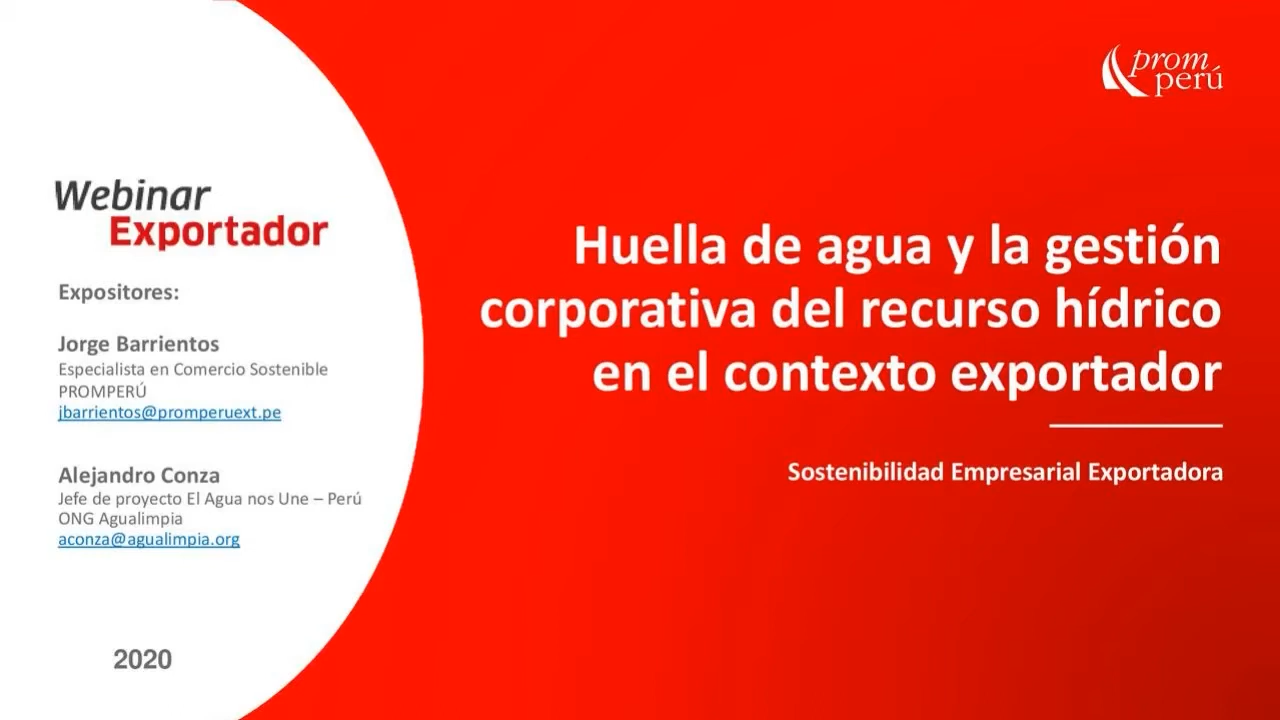 Webinar
Exportador
Expositores:
Jorge Barrientos
Especialista en Comercio Sostenible
PROMPERÚ
jbarrientos@promperuext.pe
Alejandro Conza
Jefe de proyecto El Agua nos Une – Perú
ONG Agualimpia
aconza@agualimpia.org
2020
prom
perú
Huella de agua y la gestión
corporativa del recurso hídrico
en el contexto exportador
Sostenibilidad Empresarial Exportadora